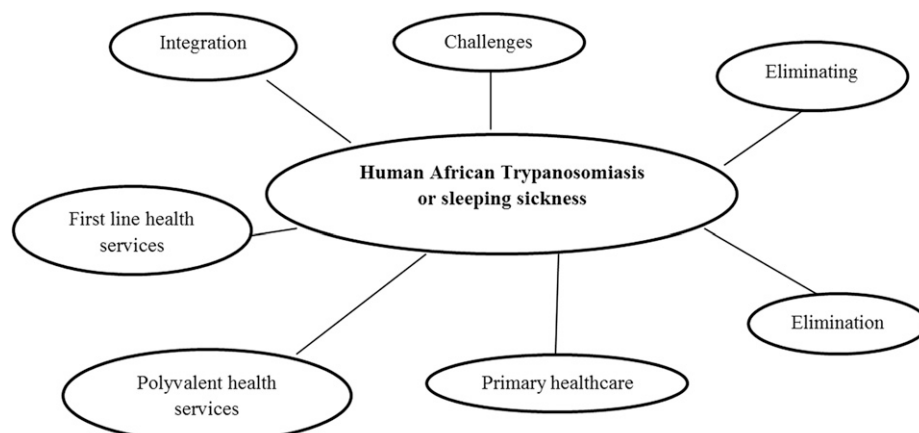 Integration
Challenges
Eliminating
Human African Trypanosomiasis
or sleeping sickness
First line health
services
Elimination
Polyvalent health
services
Primary healthcare